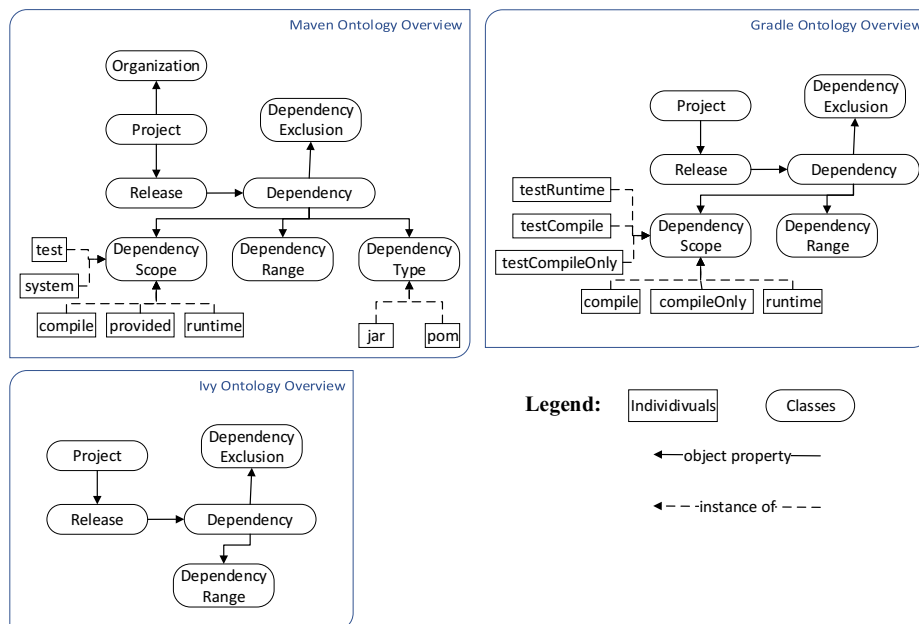 Maven Ontology Overview
Organization
Project
Dependency
Exclusion
Release
Dependency
test
system
Dependency
Scope
Dependency
Range
Dependency
Type
compile
provided
runtime
jar
pom
Gradle Ontology Overview
Project
Dependency
Exclusion
Release
Dependency
testRuntime
testCompile
testCompileOnly
Dependency
Scope
Dependency
Range
compile
compileOnly
runtime
Ivy Ontology Overview
Project
Dependency
Exclusion
Release
Dependency
Dependency
Range
Legend:
Individivuals
Classes
object property
instance of